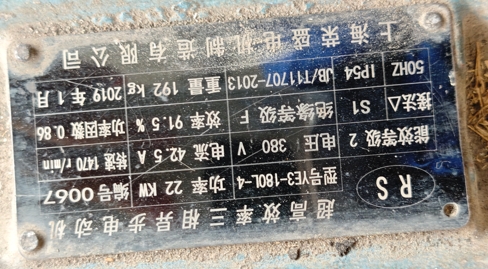 超高效率三相异步电动机
RS 型号YE3-180L-4 功率 22 KW 编号0067
能效等级 2 电压 380 V 电流 42.5 A 转速 1470 r/min
接法△ S1 绝缘等级 F 效率 91.5 % 功率因数 0.86
50HZ IP54 JB/T11707-2013 重量 192 kg 2019年1月
上海荣盛电机制造有限公司